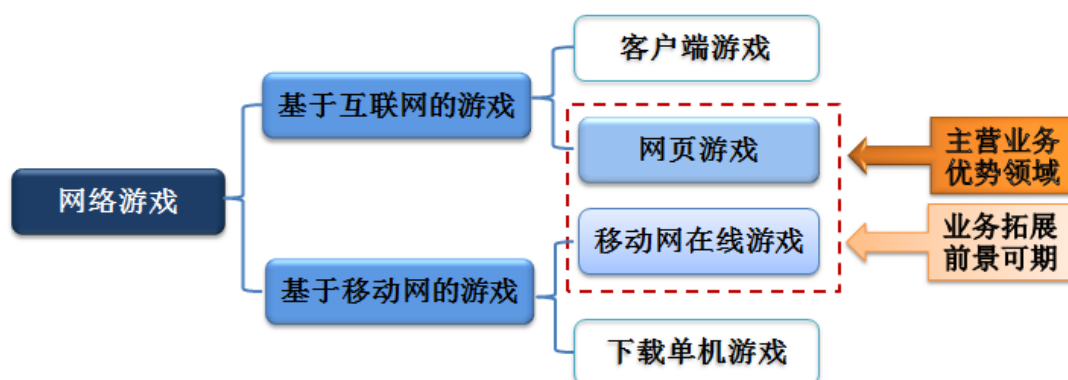 客户端游戏
基于互联网的游戏
网页游戏
主营业务
优势领域
网络游戏
移动网在线游戏
业务拓展
前景可期
基于移动网的游戏
下载单机游戏